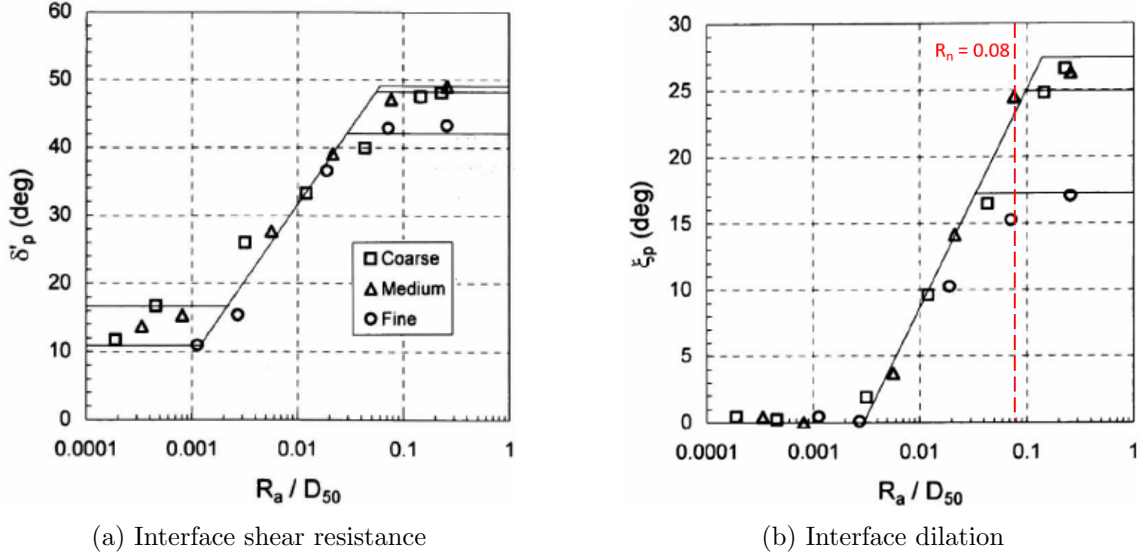 60
50
40
30
20
10
0
δ'p (deg)
Coarse
Medium
Fine
0.0001 0.001 0.01 0.1 1
Ra / D50
(a) Interface shear resistance
30
25
20
15
10
5
0
ξp (deg)
Rn = 0.08
0.0001 0.001 0.01 0.1 1
Ra / D50
(b) Interface dilation